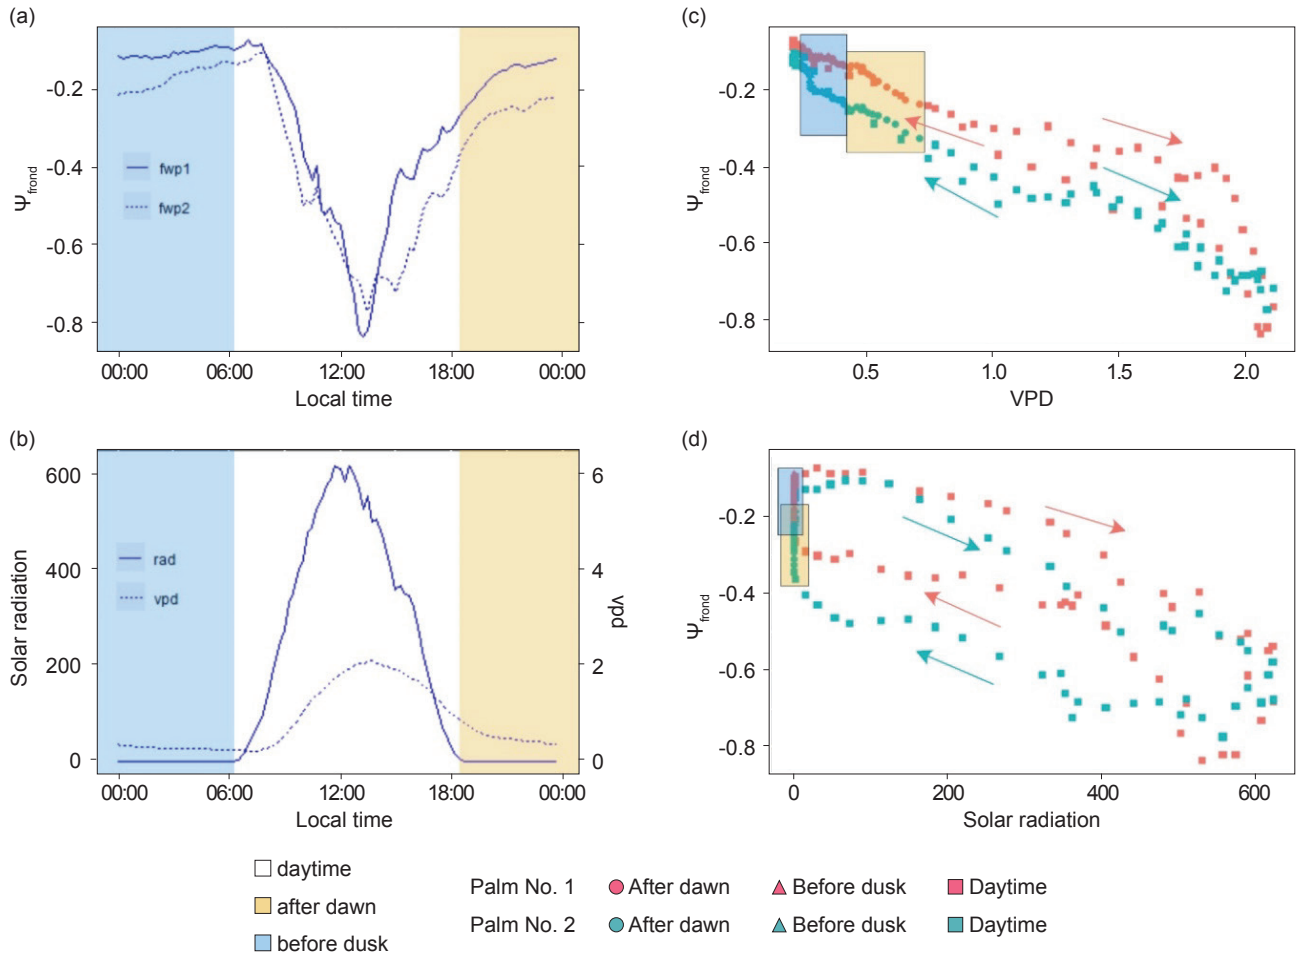 (a)
-0.2
-0.4
-0.6
-0.8
Ψfrond
fwp1
fwp2
00:00 06:00 12:00 18:00 00:00
Local time
(c)
-0.2
-0.4
-0.6
-0.8
Ψfrond
0.5 1.0 1.5 2.0
VPD
(b)
600
400
200
0
Solar radiation
rad
vpd
6
4
2
0
vpd
00:00 06:00 12:00 18:00 00:00
Local time
(d)
-0.2
-0.4
-0.6
-0.8
Ψfrond
0 200 400 600
Solar radiation
daytime
after dawn
before dusk
Palm No. 1 After dawn Before dusk Daytime
Palm No. 2 After dawn Before dusk Daytime